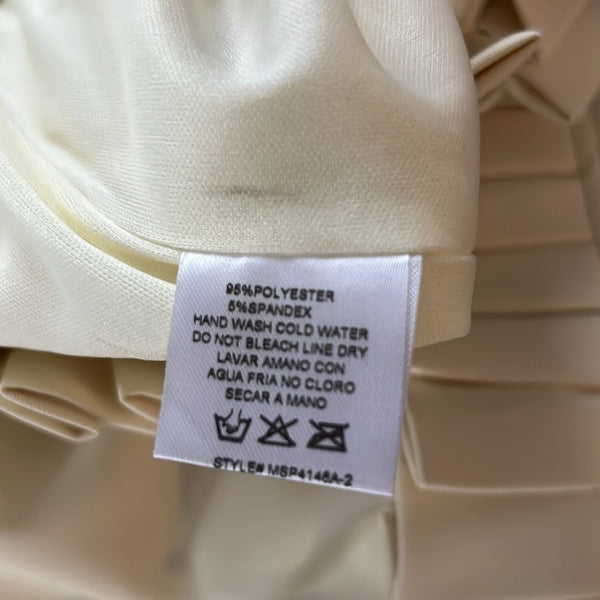 95%POLYESTER
5%SPANDEX
HAND WASH COLD WATER
DO NOT BLEACH LINE DRY
LAVAR AMANO CON
AGUA FRIA NO CLORO
SECAR A MANO
STYLE# MSP4146A-2